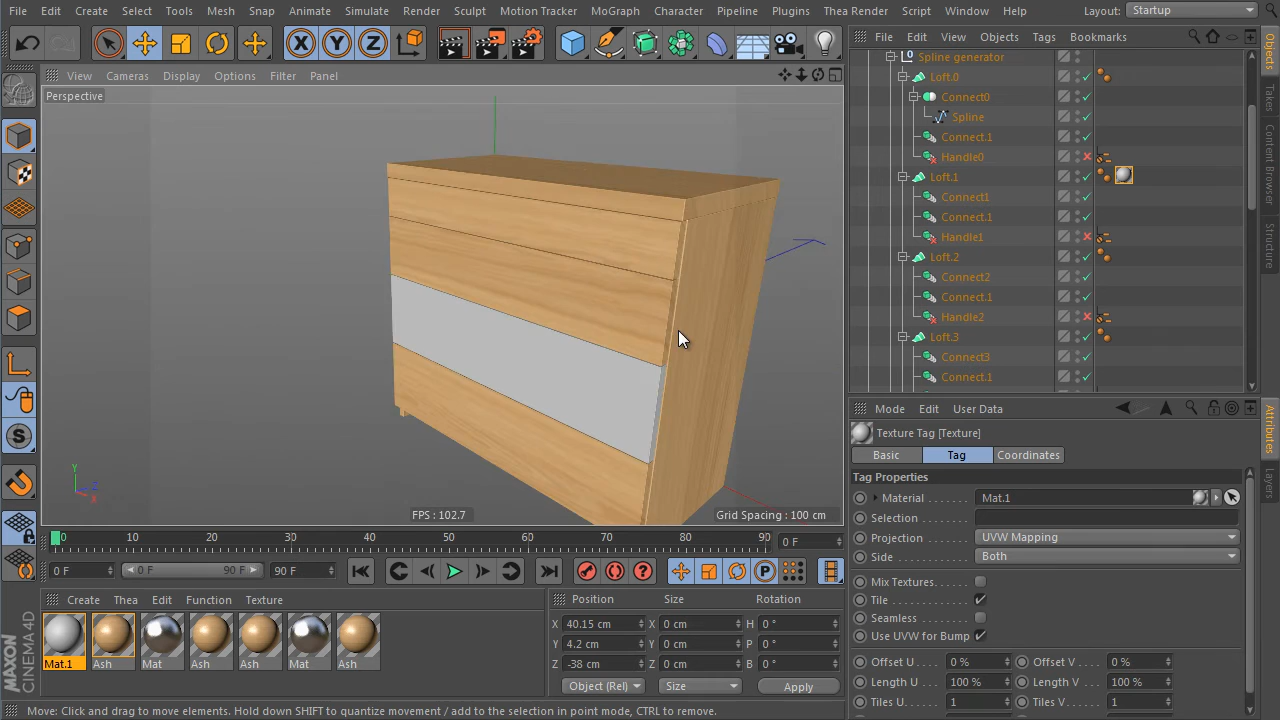 File Edit Create Select Tools Mesh Snap Animate Simulate Render Sculpt Motion Tracker MoGraph Character Pipeline Plugins Thea Render Script Window Help Layout: Startup
X Y Z
View Cameras Display Options Filter Panel
Perspective
FPS : 102.7
Grid Spacing : 100 cm
Y
Z
X
S
0 10 20 30 40 50 60 70 80 90 0 F
0 F 0 F 90 F 90 F
P
Create Thea Edit Function Texture
Mat.1 Ash Mat Ash Ash Mat Ash
MAXON
CINEMA 4D
Position Size Rotation
X 40.15 cm X 0 cm H 0 °
Y 4.2 cm Y 0 cm P 0 °
Z -38 cm Z 0 cm B 0 °
Object (Rel) Size Apply
Move: Click and drag to move elements. Hold down SHIFT to quantize movement / add to the selection in point mode, CTRL to remove.
File Edit View Objects Tags Bookmarks
Spline generator
Loft.0
Connect0
Spline
Connect.1
Handle0
Loft.1
Connect1
Connect.1
Handle1
Loft.2
Connect2
Connect.1
Handle2
Loft.3
Connect3
Connect.1
Objects
Takes
Content Browser
Structure
Mode Edit User Data
Texture Tag [Texture]
Basic Tag Coordinates
Tag Properties
Material . . . . . . . Mat.1
Selection . . . . . .
Projection . . . . . . UVW Mapping
Side . . . . . . . . . . Both
Mix Textures. . . . .
Tile . . . . . . . . . . .
Seamless . . . . . .
Use UVW for Bump
Offset U . . . . 0 % Offset V . . . . 0 %
Length U . . . . 100 % Length V . . . . 100 %
Tiles U. . . . . . 1 Tiles V. . . . . . 1
Attributes
Layers